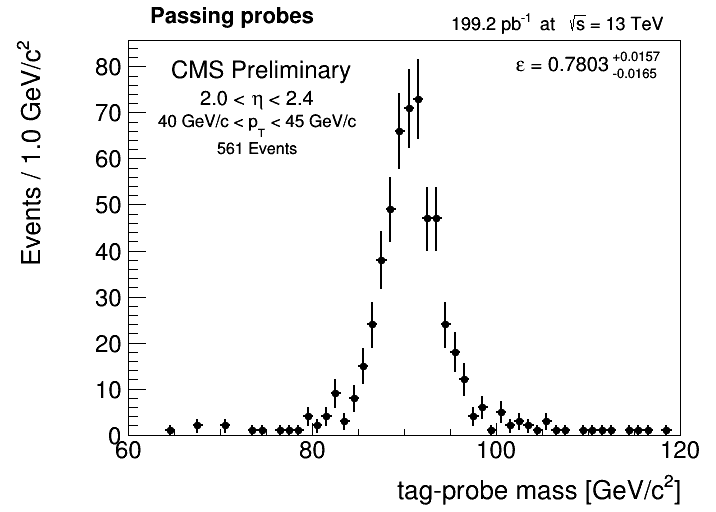 Passing probes
199.2 pb⁻¹ at √s = 13 TeV
CMS Preliminary
ε = 0.7803 +0.0157 -0.0165
2.0 < η < 2.4
40 GeV/c < p_T < 45 GeV/c
561 Events
Events / 1.0 GeV/c²
80
70
60
50
40
30
20
10
0
60 80 100 120
tag-probe mass [GeV/c²]